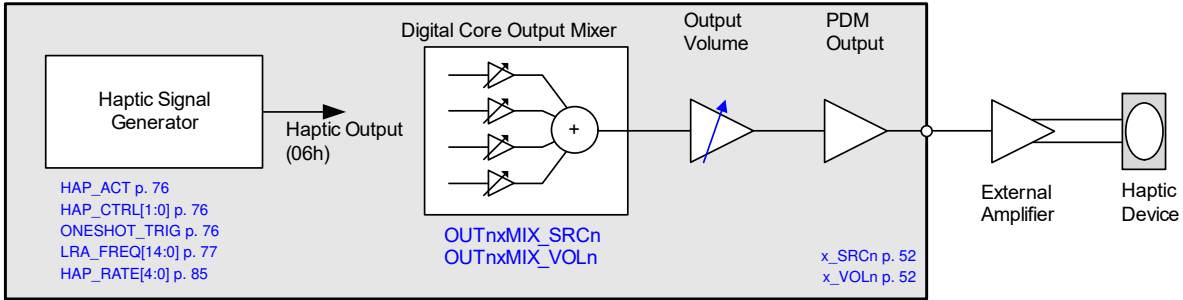 Digital Core Output Mixer
Output
Volume
PDM
Output
Haptic Signal
Generator
Haptic Output
(06h)
+
HAP_ACT p. 76
HAP_CTRL[1:0] p. 76
ONESHOT_TRIG p. 76
LRA_FREQ[14:0] p. 77
HAP_RATE[4:0] p. 85
OUTnxMIX_SRCn
OUTnxMIX_VOLn
x_SRCn p. 52
x_VOLn p. 52
External
Amplifier
Haptic
Device